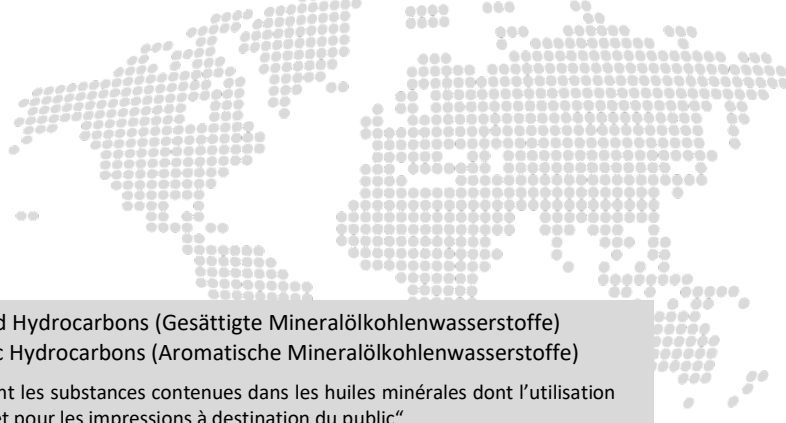 d Hydrocarbons (Gesättigte Mineralölkohlenwasserstoffe)
c Hydrocarbons (Aromatische Mineralölkohlenwasserstoffe)
nt les substances contenues dans les huiles minérales dont l’utilisation
et pour les impressions à destination du public“